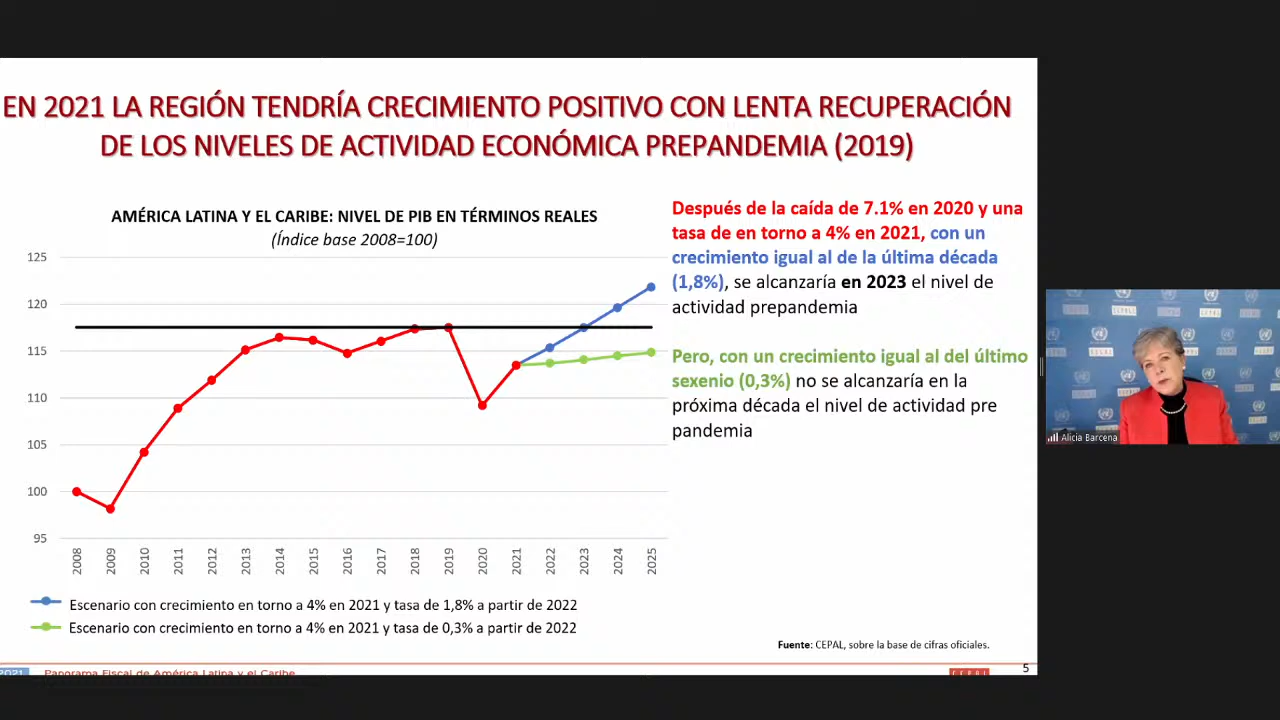 EN 2021 LA REGIÓN TENDRÍA CRECIMIENTO POSITIVO CON LENTA RECUPERACIÓN
DE LOS NIVELES DE ACTIVIDAD ECONÓMICA PREPANDEMIA (2019)
AMÉRICA LATINA Y EL CARIBE: NIVEL DE PIB EN TÉRMINOS REALES
(Índice base 2008=100)
125
120
115
110
105
100
95
2008
2009
2010
2011
2012
2013
2014
2015
2016
2017
2018
2019
2020
2021
2022
2023
2024
2025
Escenario con crecimiento en torno a 4% en 2021 y tasa de 1,8% a partir de 2022
Escenario con crecimiento en torno a 4% en 2021 y tasa de 0,3% a partir de 2022
Después de la caída de 7.1% en 2020 y una
tasa de en torno a 4% en 2021, con un
crecimiento igual al de la última década
(1,8%), se alcanzaría en 2023 el nivel de
actividad prepandemia
Pero, con un crecimiento igual al del último
sexenio (0,3%) no se alcanzaría en la
próxima década el nivel de actividad pre
pandemia
Fuente: CEPAL, sobre la base de cifras oficiales.
2021
Panorama Fiscal de América Latina y el Caribe
CEPAL
5
Alicia Barcena